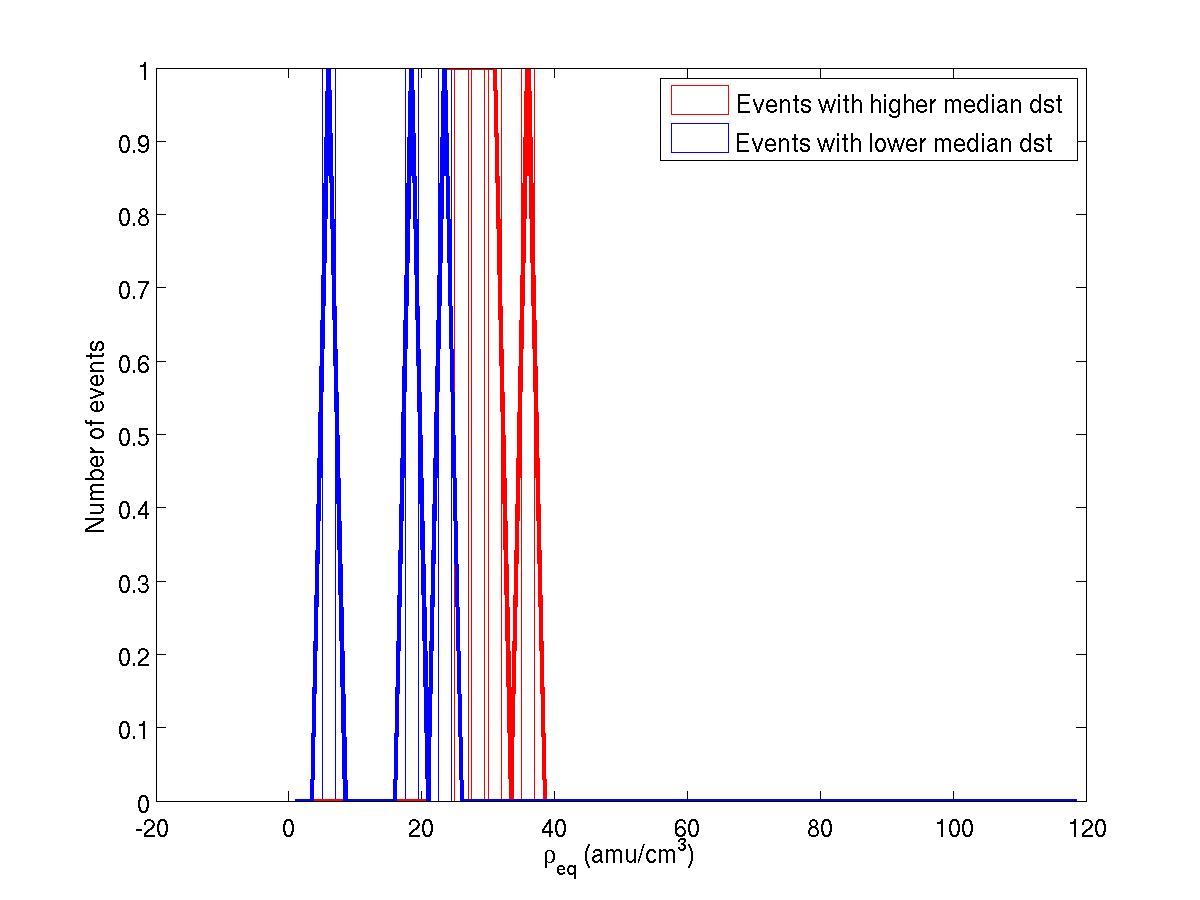 Events with higher median dst
Events with lower median dst
Number of events
1
0.9
0.8
0.7
0.6
0.5
0.4
0.3
0.2
0.1
0
-20 0 20 40 60 80 100 120
ρeq (amu/cm3)